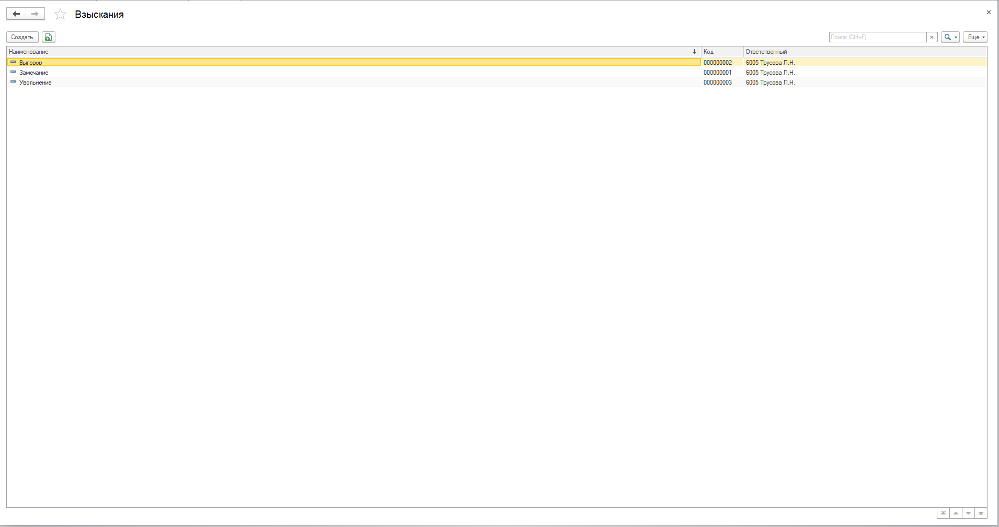 Взыскания
Создать
Поиск (Ctrl+F)
Еще
Наименование Код Ответственный
Выговор 000000002 6005 Трусова Л.Н.
Замечание 000000001 6005 Трусова Л.Н.
Увольнение 000000003 6005 Трусова Л.Н.